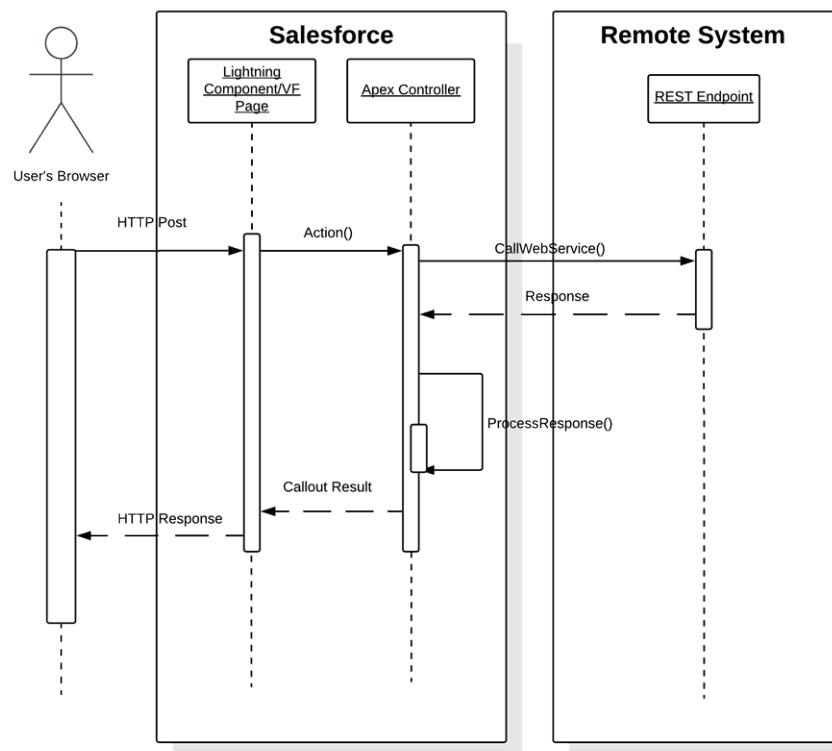 Salesforce
Remote System
Lightning
Component/VF
Page
Apex Controller
REST Endpoint
User's Browser
HTTP Post
Action()
CallWebService()
Response
ProcessResponse()
Callout Result
HTTP Response